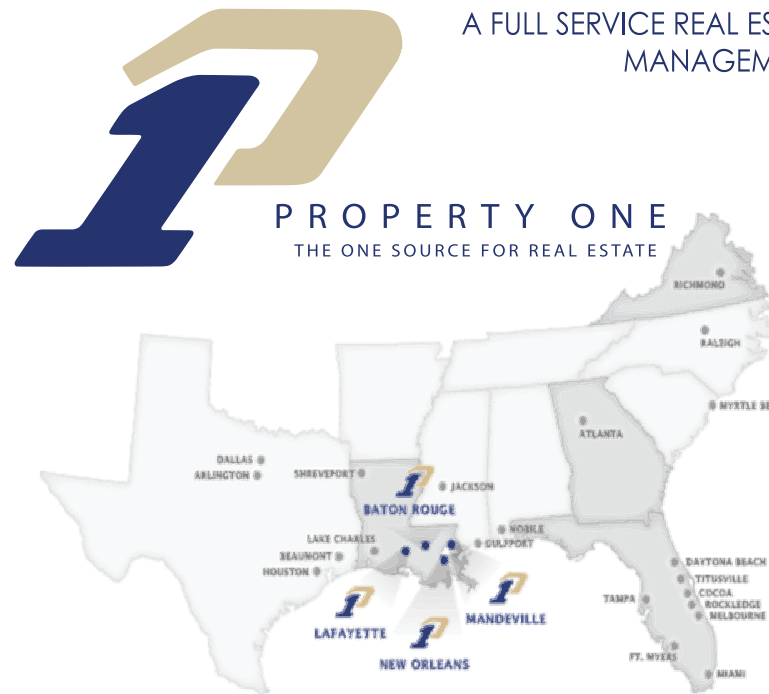 A FULL SERVICE REAL ES
MANAGEM
PROPERTY ONE
THE ONE SOURCE FOR REAL ESTATE
RICHMOND
RALEIGH
MYRTLE BE
ATLANTA
DALLAS
ARLINGTON
SHREVEPORT
JACKSON
BATON ROUGE
MOBILE
GULFPORT
LAKE CHARLES
BEAUMONT
HOUSTON
DAYTONA BEACH
TITUSVILLE
COCOA
TAMPA
ROCKLEDGE
MELBOURNE
MANDEVILLE
LAFAYETTE
NEW ORLEANS
FT. MYERS
MIAMI